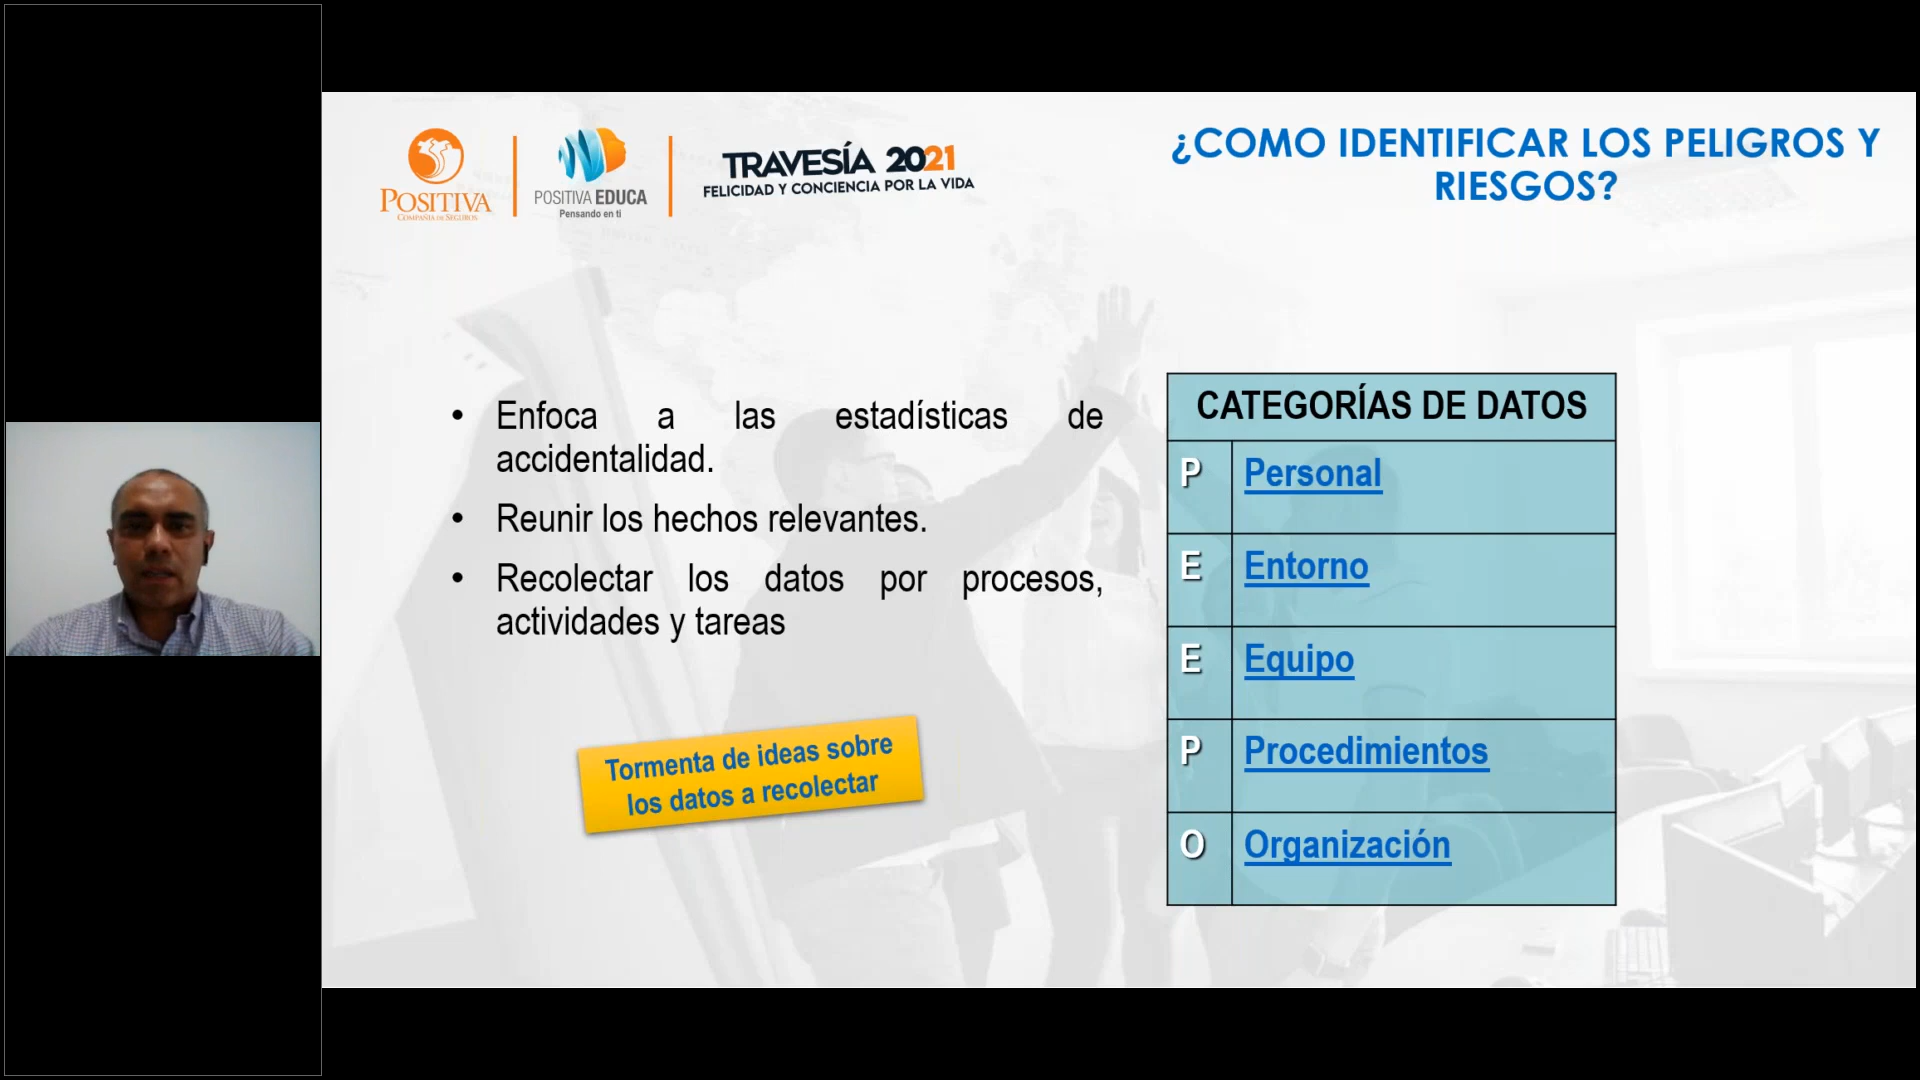 POSITIVA
COMPAÑÍA DE SEGUROS
POSITIVA EDUCA
Pensando en ti
TRAVESÍA 2021
FELICIDAD Y CONCIENCIA POR LA VIDA
¿COMO IDENTIFICAR LOS PELIGROS Y
RIESGOS?
• Enfoca a las estadísticas de
accidentalidad.
• Reunir los hechos relevantes.
• Recolectar los datos por procesos,
actividades y tareas
Tormenta de ideas sobre
los datos a recolectar
CATEGORÍAS DE DATOS
P Personal
E Entorno
E Equipo
P Procedimientos
O Organización